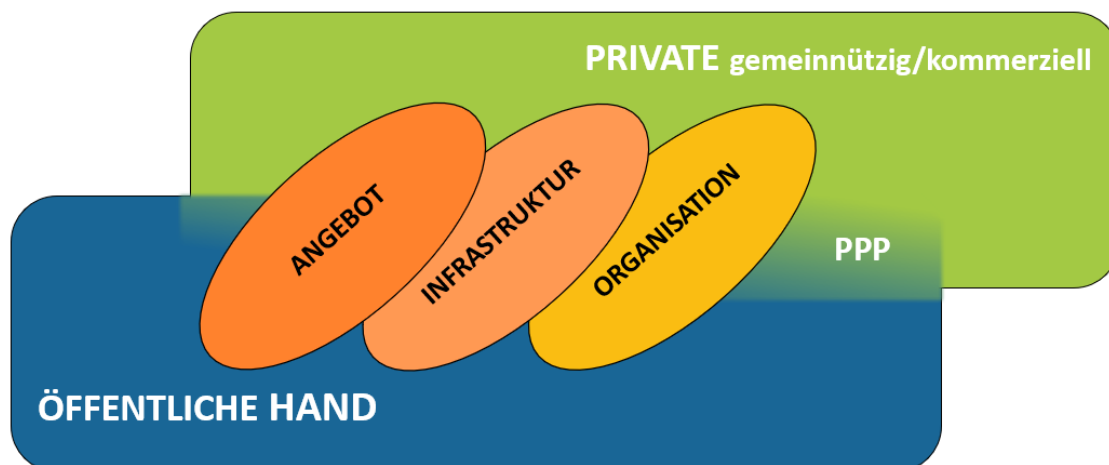 PRIVATE gemeinnützig/kommerziell
ANGEBOT
INFRASTRUKTUR
ORGANISATION
PPP
ÖFFENTLICHE HAND